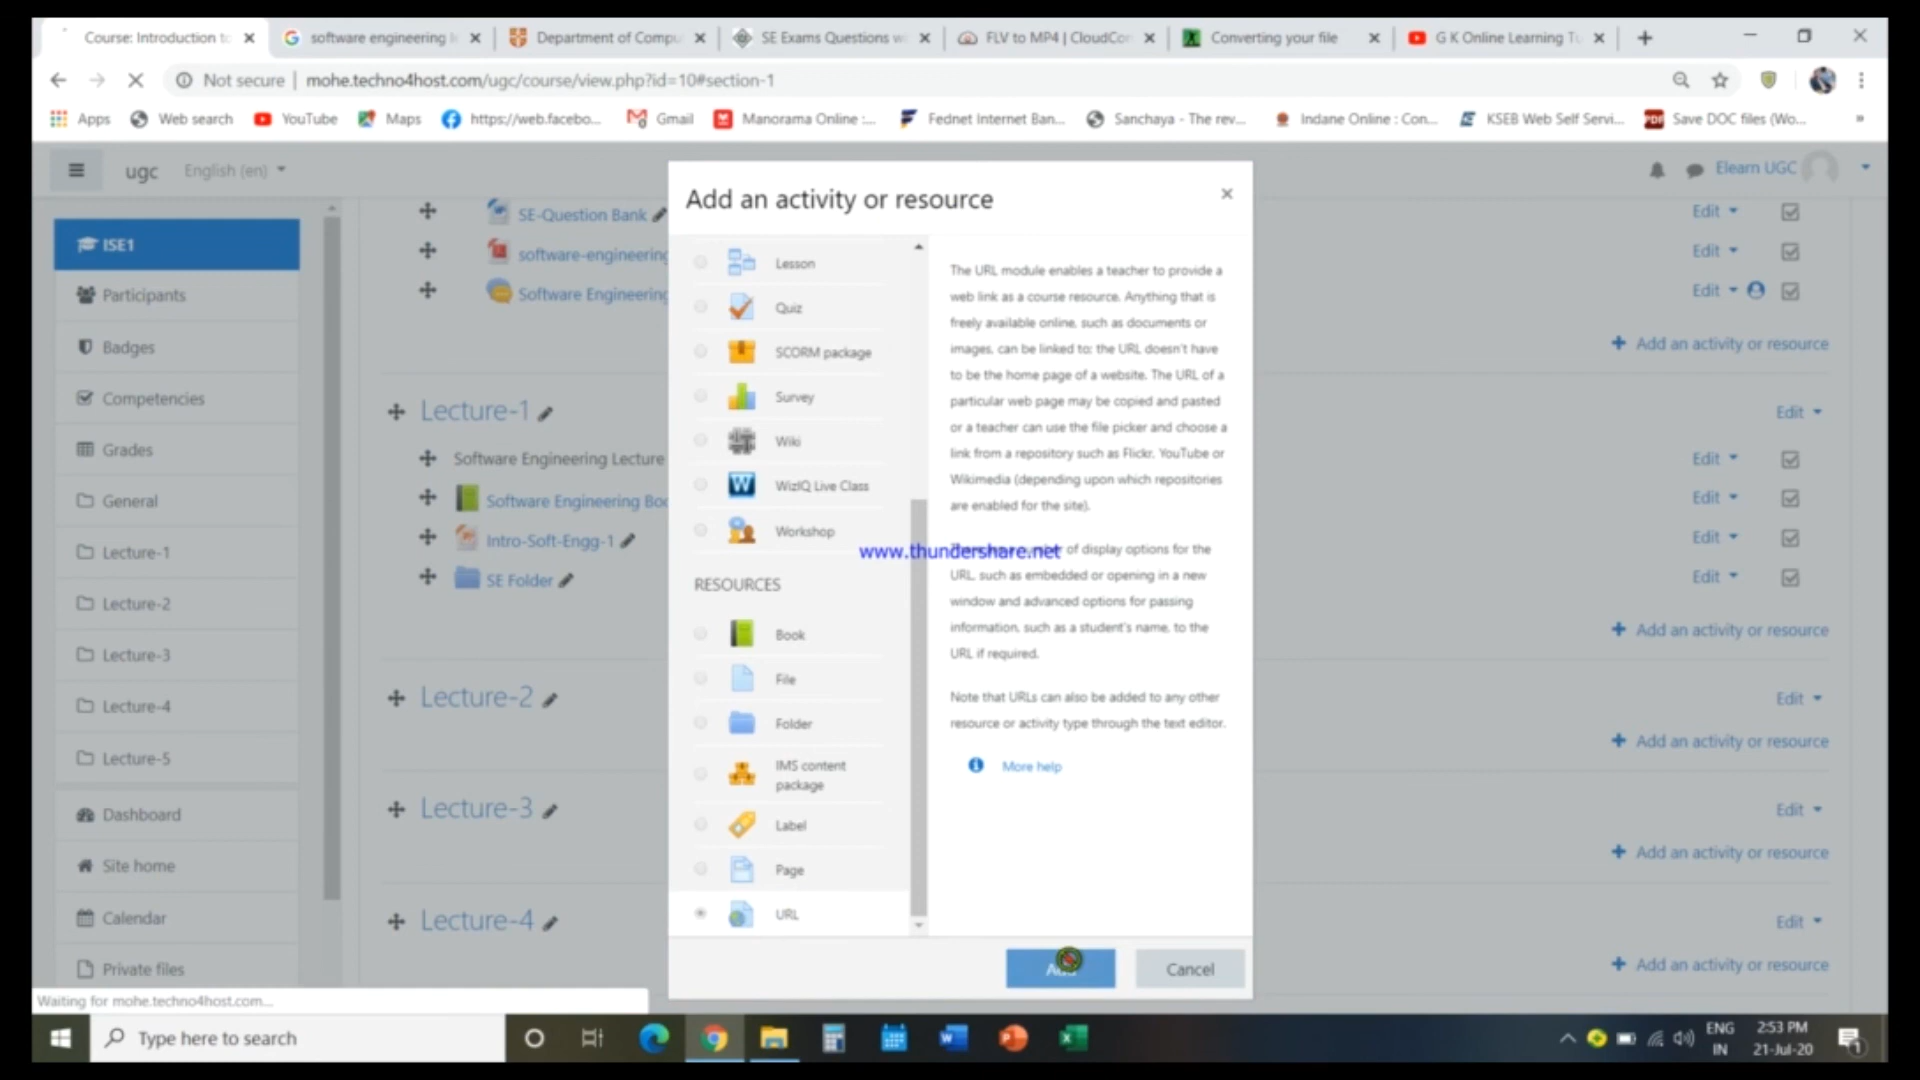 Course: Introduction to
software engineering l
Department of Compu
SE Exams Questions w
FLV to MP4 | CloudCon
Converting your file
G K Online Learning Tu
Not secure | mohe.techno4host.com/ugc/course/view.php?id=10#section-1
Apps
Web search
YouTube
Maps
https://web.facebo...
Gmail
Manorama Online :...
Fednet Internet Ban...
Sanchaya - The rev...
Indane Online : Con...
KSEB Web Self Servi...
Save DOC files (Wo...
ugc
English (en)
Elearn UGC
ISE1
Participants
Badges
Competencies
Grades
General
Lecture-1
Lecture-2
Lecture-3
Lecture-4
Lecture-5
Dashboard
Site home
Calendar
Private files
SE-Question Bank
Edit
software-engineering
Edit
Software Engineering
Edit
+ Add an activity or resource
Lecture-1
Edit
Software Engineering Lecture
Edit
Software Engineering Boo
Edit
Intro-Soft-Engg-1
Edit
SE Folder
Edit
+ Add an activity or resource
Lecture-2
Edit
+ Add an activity or resource
Lecture-3
Edit
+ Add an activity or resource
Lecture-4
Edit
+ Add an activity or resource
Add an activity or resource
Lesson
Quiz
SCORM package
Survey
Wiki
WizIQ Live Class
Workshop
RESOURCES
Book
File
Folder
IMS content
package
Label
Page
URL
The URL module enables a teacher to provide a
web link as a course resource. Anything that is
freely available online, such as documents or
images, can be linked to; the URL doesn't have
to be the home page of a website. The URL of a
particular web page may be copied and pasted
or a teacher can use the file picker and choose a
link from a repository such as Flickr, YouTube or
Wikimedia (depending upon which repositories
are enabled for the site).
www.thundershare.net
of display options for the
URL, such as embedded or opening in a new
window and advanced options for passing
information, such as a student's name, to the
URL if required.
Note that URLs can also be added to any other
resource or activity type through the text editor.
More help
Cancel
Waiting for mohe.techno4host.com...
Type here to search
ENG
IN
2:53 PM
21-Jul-20
1